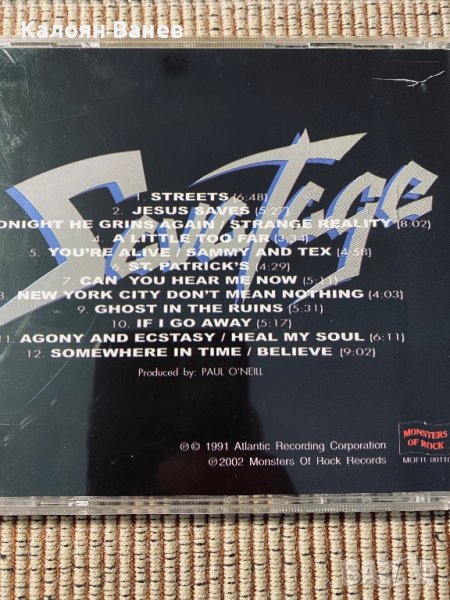 Калоян Ванев
SAVATAGE
1. STREETS (6:48)
2. JESUS SAVES (5:27)
DNIGHT HE GRINS AGAIN / STRANGE REALITY (8:02)
4. A LITTLE TOO FAR (3:34)
5. YOU'RE ALIVE / SAMMY AND TEX (4:58)
6. ST. PATRICK'S (4:29)
7. CAN YOU HEAR ME NOW (5:11)
8. NEW YORK CITY DON'T MEAN NOTHING (4:03)
9. GHOST IN THE RUINS (5:31)
10. IF I GO AWAY (5:17)
11. AGONY AND ECSTASY / HEAL MY SOUL (6:11)
12. SOMEWHERE IN TIME / BELIEVE (9:02)
Produced by: PAUL O'NEILL
MONSTERS
OF ROCK
℗© 1991 Atlantic Recording Corporation
℗2002 Monsters Of Rock Records